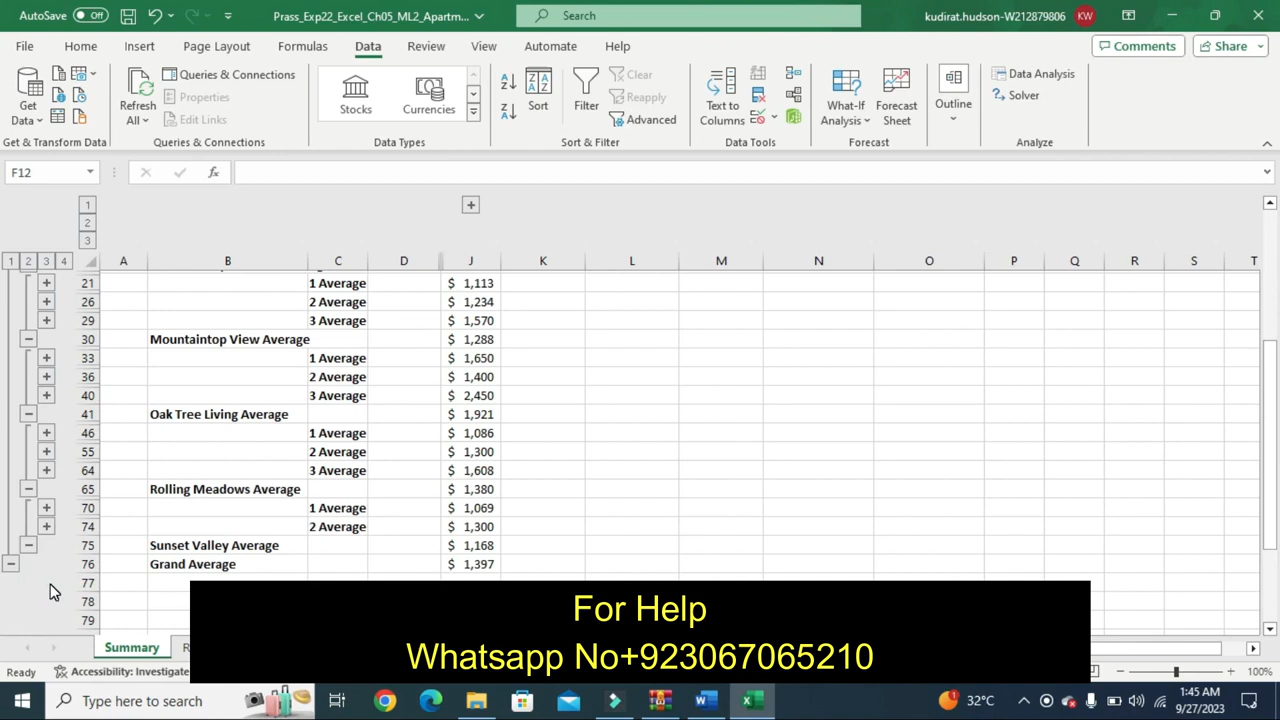 AutoSave Off Prass_Exp22_Excel_Ch05_ML2_Apartm... Search kudirat.hudson-W212879806 KW
File Home Insert Page Layout Formulas Data Review View Automate Help Comments Share
Get Data Refresh All Queries & Connections Properties Edit Links Stocks Currencies Sort Filter Clear Reapply Advanced Text to Columns What-If Analysis Forecast Sheet Outline Data Analysis Solver
Get & Transform Data Queries & Connections Data Types Sort & Filter Data Tools Forecast Analyze
F12 fx
1
2
3
1 2 3 4 A B C D J K L M N O P Q R S T
21 1 Average $ 1,113
26 2 Average $ 1,234
29 3 Average $ 1,570
30 Mountaintop View Average $ 1,288
33 1 Average $ 1,650
36 2 Average $ 1,400
40 3 Average $ 2,450
41 Oak Tree Living Average $ 1,921
46 1 Average $ 1,086
55 2 Average $ 1,300
64 3 Average $ 1,608
65 Rolling Meadows Average $ 1,380
70 1 Average $ 1,069
74 2 Average $ 1,300
75 Sunset Valley Average $ 1,168
76 Grand Average $ 1,397
77
78
79
For Help
Whatsapp No+923067065210
Summary
Ready Accessibility: Investigate 100%
Type here to search 32°C 1:45 AM
9/27/2023